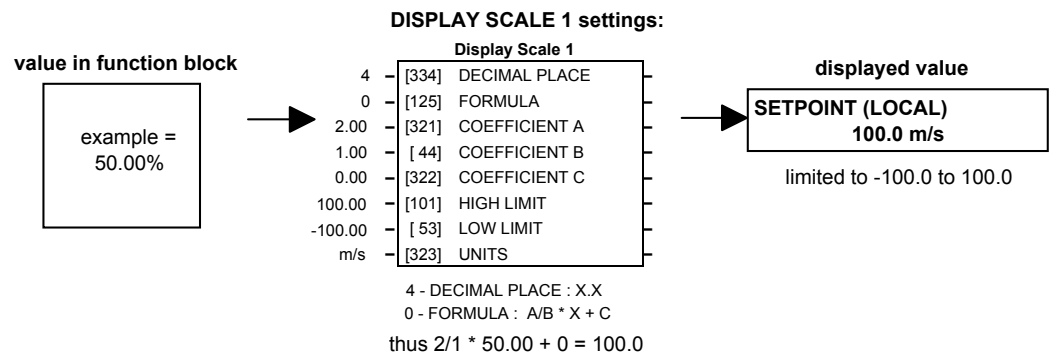 DISPLAY SCALE 1 settings:
value in function block
example =
50.00%
Display Scale 1
4 [334] DECIMAL PLACE
0 [125] FORMULA
2.00 [321] COEFFICIENT A
1.00 [ 44] COEFFICIENT B
0.00 [322] COEFFICIENT C
100.00 [101] HIGH LIMIT
-100.00 [ 53] LOW LIMIT
m/s [323] UNITS
4 - DECIMAL PLACE : X.X
0 - FORMULA : A/B * X + C
thus 2/1 * 50.00 + 0 = 100.0
displayed value
SETPOINT (LOCAL)
100.0 m/s
limited to -100.0 to 100.0